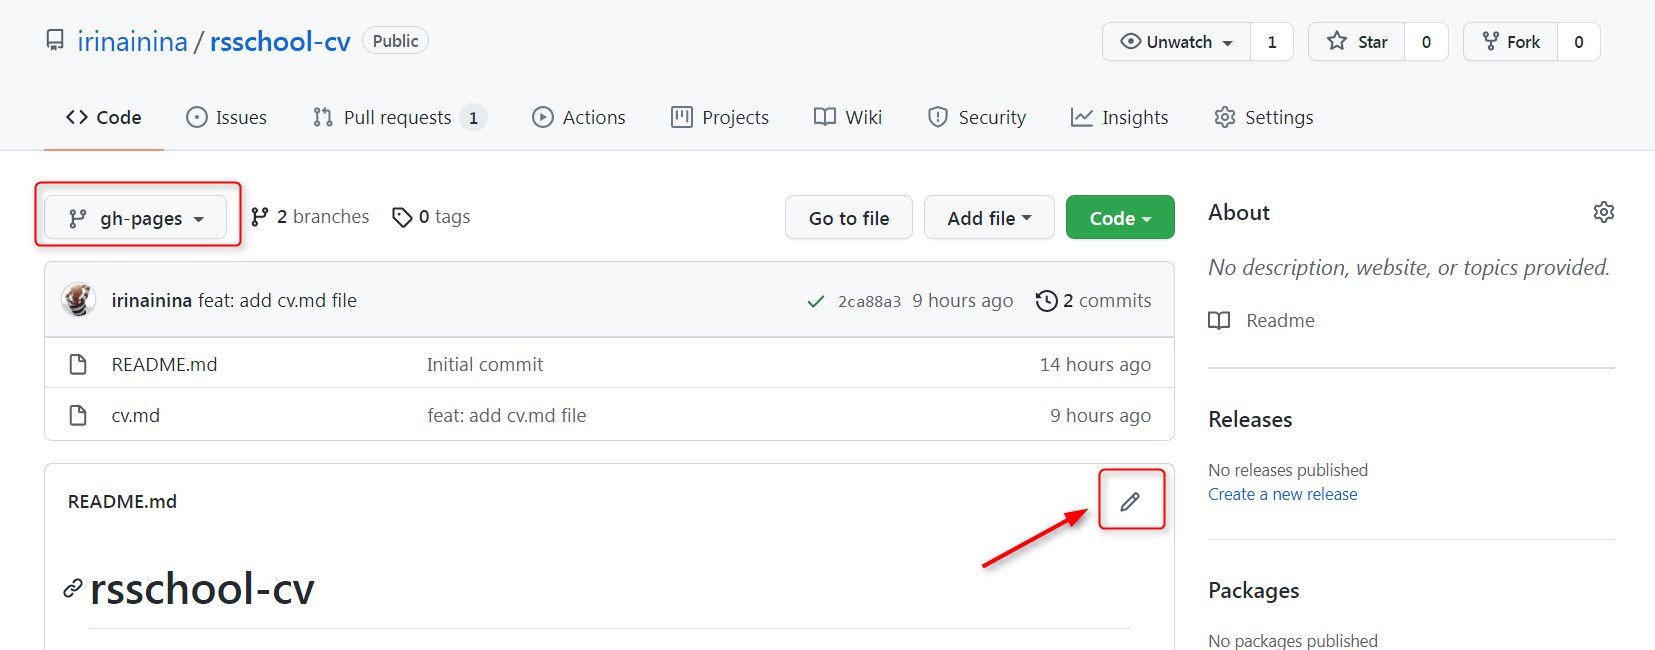 irinainina / rsschool-cv Public
Unwatch 1 Star 0 Fork 0
Code Issues Pull requests 1 Actions Projects Wiki Security Insights Settings
gh-pages 2 branches 0 tags Go to file Add file Code
irinainina feat: add cv.md file 2ca88a3 9 hours ago 2 commits
README.md Initial commit 14 hours ago
cv.md feat: add cv.md file 9 hours ago
README.md
rsschool-cv
About
No description, website, or topics provided.
Readme
Releases
No releases published
Create a new release
Packages
No packages published